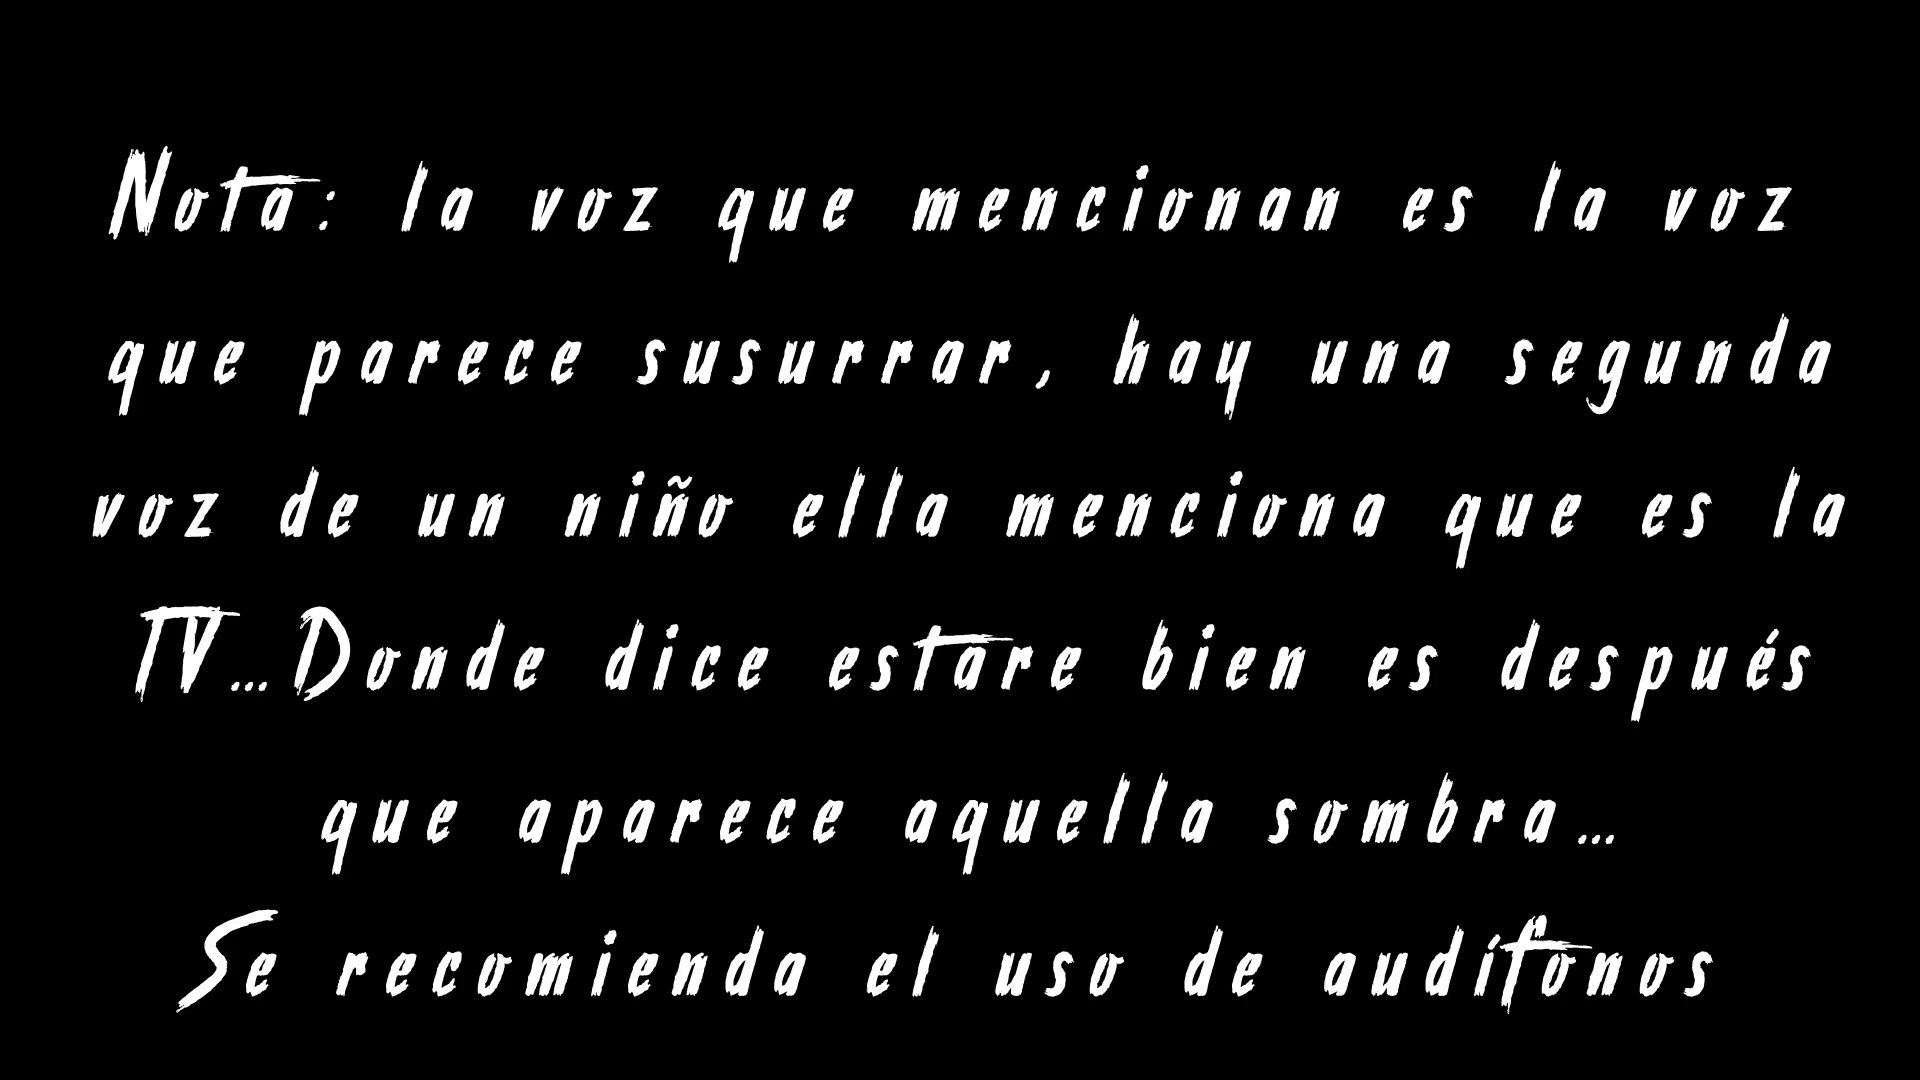 Nota: la voz que mencionan es la voz
que parece susurrar, hay una segunda
voz de un niño ella menciona que es la
TV...Donde dice estare bien es después
que aparece aquella sombra...
Se recomienda el uso de audífonos